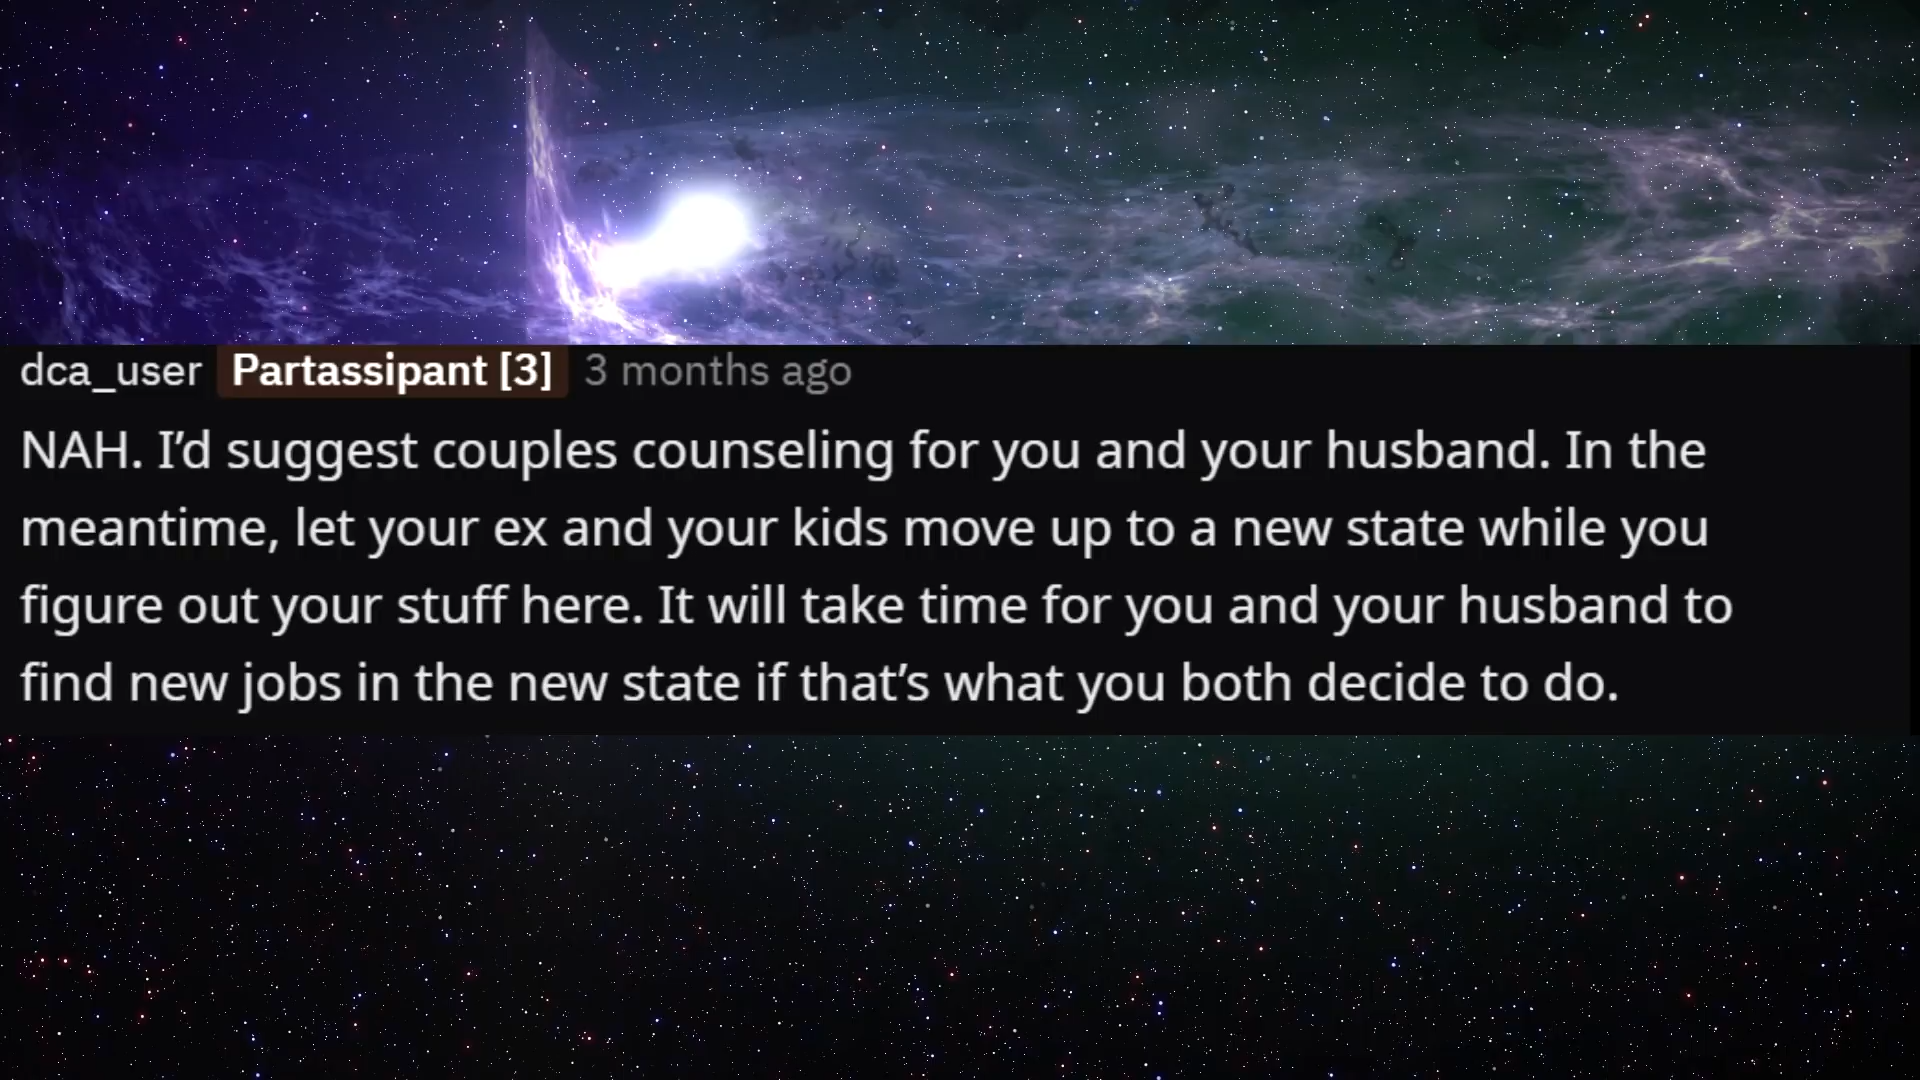 dca_user Partassipant [3] 3 months ago
NAH. I’d suggest couples counseling for you and your husband. In the
meantime, let your ex and your kids move up to a new state while you
figure out your stuff here. It will take time for you and your husband to
find new jobs in the new state if that’s what you both decide to do.